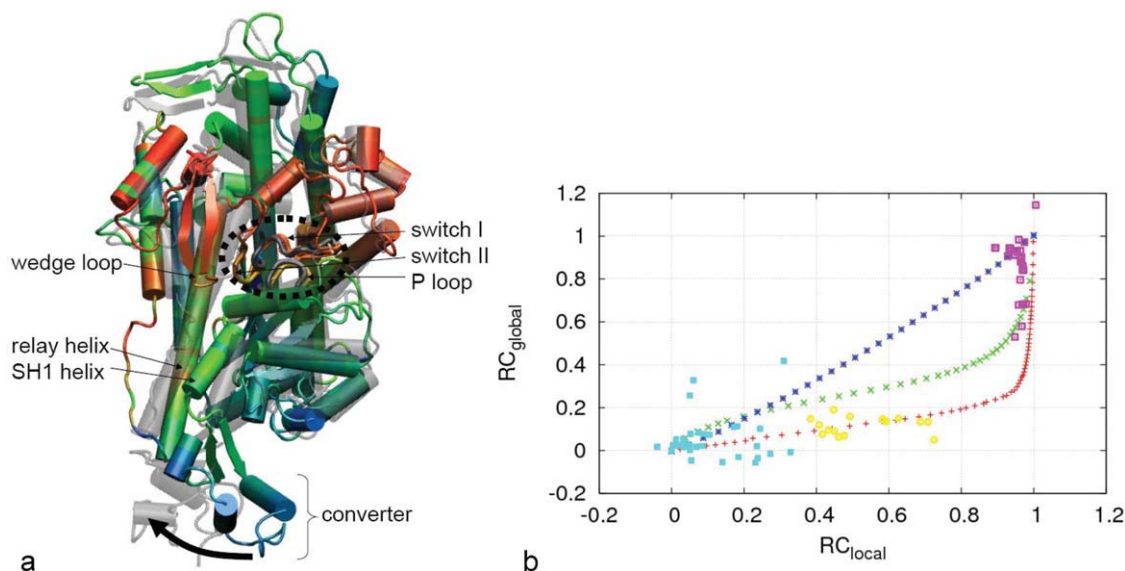 switch I
switch II
P loop
wedge loop
relay helix
SH1 helix
converter
a
1.2
1
0.8
0.6
0.4
0.2
0
-0.2
RCglobal
-0.2 0 0.2 0.4 0.6 0.8 1 1.2
RClocal
b